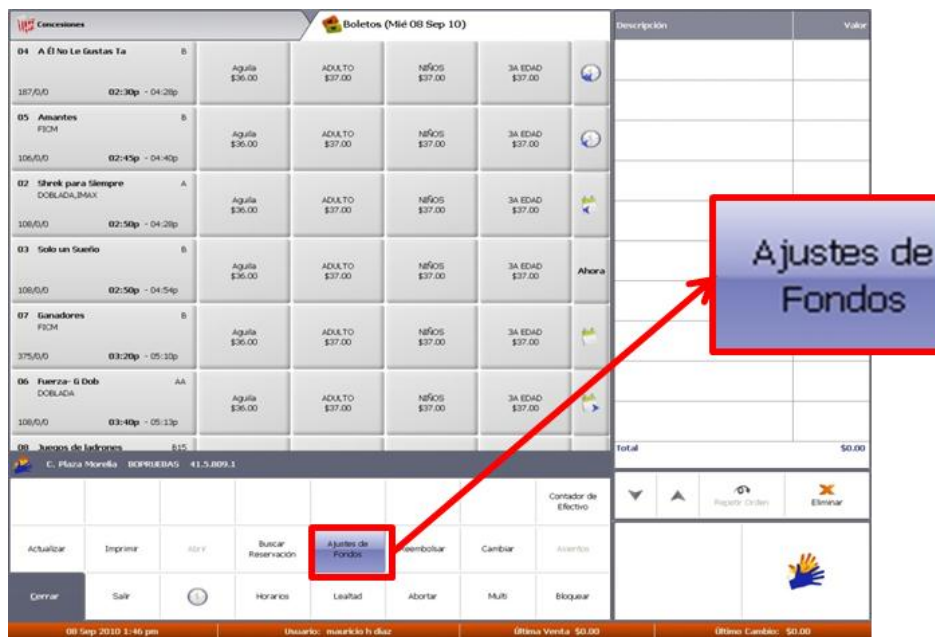 Concesiones
Boletos (Mié 08 Sep 10)
Descripción Valor
04 A Él No Le Gustas Ta B
Aguila $36.00
ADULTO $37.00
NIÑOS $37.00
3A EDAD $37.00
187/0/0 02:30p - 04:28p
05 Amantes B
FICM
Aguila $36.00
ADULTO $37.00
NIÑOS $37.00
3A EDAD $37.00
106/0/0 02:45p - 04:40p
02 Shrek para Siempre A
DOBLADA,IMAX
Aguila $36.00
ADULTO $37.00
NIÑOS $37.00
3A EDAD $37.00
108/0/0 02:50p - 04:28p
03 Solo un Sueño B
Aguila $36.00
ADULTO $37.00
NIÑOS $37.00
3A EDAD $37.00
Ahora
108/0/0 02:50p - 04:54p
07 Ganadores B
FICM
Aguila $36.00
ADULTO $37.00
NIÑOS $37.00
3A EDAD $37.00
375/0/0 03:20p - 05:10p
06 Fuerza- G Dob AA
DOBLADA
Aguila $36.00
ADULTO $37.00
NIÑOS $37.00
3A EDAD $37.00
108/0/0 03:40p - 05:13p
08 Juegos de ladrones B15
Ajustes de
Fondos
Total $0.00
C. Plaza Morelia BOPRUEBAS 41.5.809.1
Contador de
Efectivo
Repetir Orden
Eliminar
Actualizar
Imprimir
Abrir
Buscar
Reservación
Ajustes de
Fondos
Reembolsar
Cambiar
Asientos
Cerrar
Salir
Horarios
Lealtad
Abortar
Multi
Bloquear
08 Sep 2010 1:46 pm
Usuario: mauricio h diaz
Última Venta $0.00
Último Cambio: $0.00